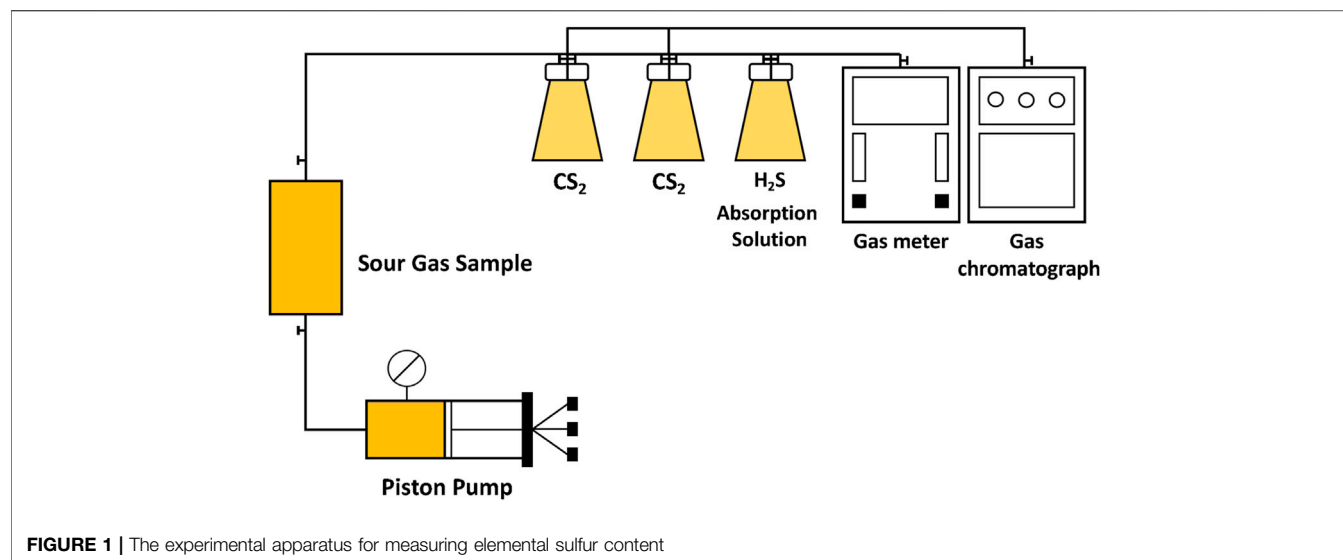 CS₂
CS₂
H₂S
Absorption
Solution
Gas meter
Gas
chromatograph
Sour Gas Sample
Piston Pump
FIGURE 1 | The experimental apparatus for measuring elemental sulfur content